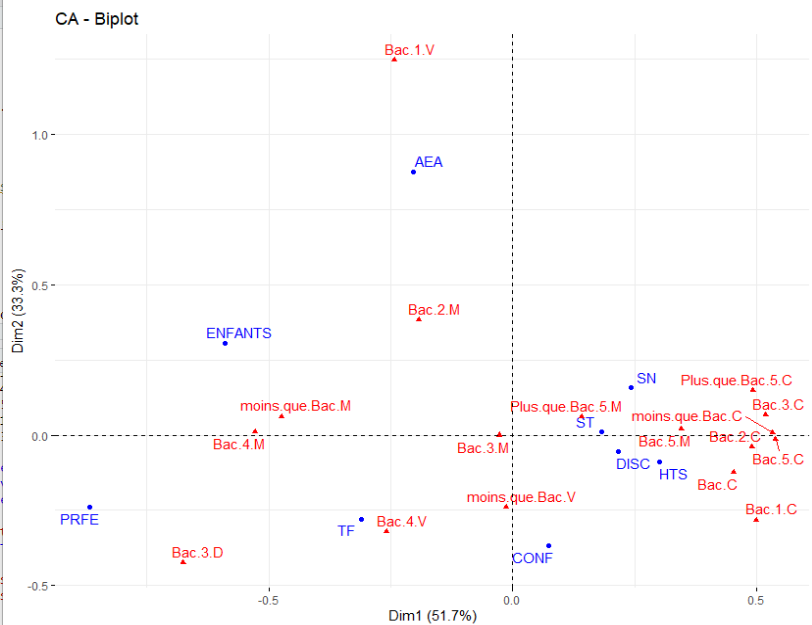 CA - Biplot
Bac.1.V
1.0
AEA
0.5
Bac.2.M
ENFANTS
SN
Plus.que.Bac.5.C
moins.que.Bac.M
Plus.que.Bac.5.M
Bac.3.C
moins.que.Bac.C
ST
0.0
Bac.4.M
Bac.3.M
Bac.5.M
Bac.2.C
Bac.5.C
DISC
HTS
Bac.C
moins.que.Bac.V
Bac.1.C
PRFE
TF
Bac.4.V
Bac.3.D
CONF
-0.5
-0.5
0.0
0.5
Dim1 (51.7%)
Dim2 (33.3%)